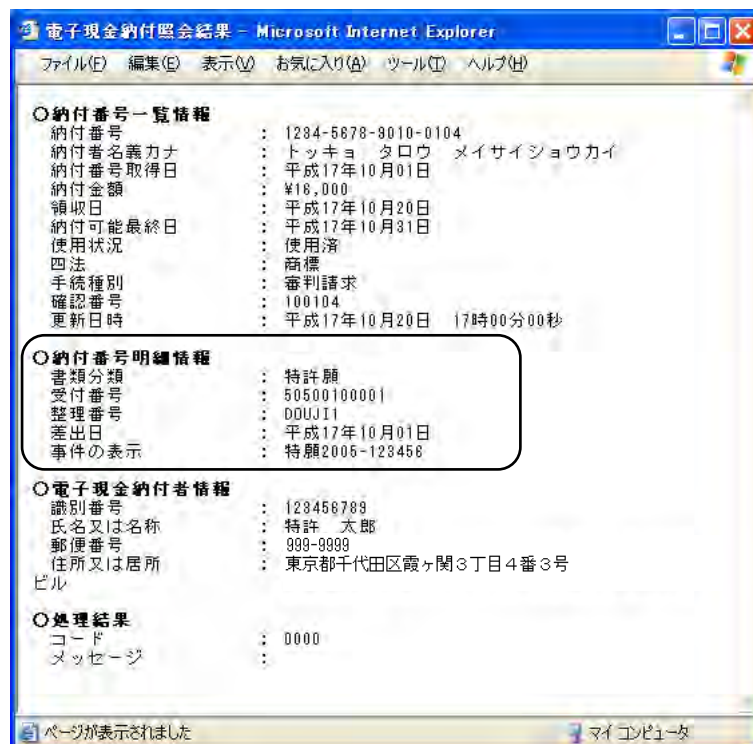 電子現金納付照会結果 - Microsoft Internet Explorer
ファイル(F) 編集(E) 表示(V) お気に入り(A) ツール(T) ヘルプ(H)
○納付番号一覧情報
納付番号 : 1234-5678-9010-0104
納付者名義カナ : トッキョ タロウ メイサイショウカイ
納付番号取得日 : 平成17年10月01日
納付金額 : ¥16,000
領収日 : 平成17年10月20日
納付可能最終日 : 平成17年10月31日
使用状況 : 使用済
四法 : 商標
手続種別 : 審判請求
確認番号 : 100104
更新日時 : 平成17年10月20日 17時00分00秒
○納付番号明細情報
書類分類 : 特許願
受付番号 : 50500100001
整理番号 : DOUJI1
差出日 : 平成17年10月01日
事件の表示 : 特願2005-123456
○電子現金納付者情報
識別番号 : 123456789
氏名又は名称 : 特許 太郎
郵便番号 : 999-9999
住所又は居所 : 東京都千代田区霞ヶ関3丁目4番3号
ビル
○処理結果
コード : 0000
メッセージ :
ページが表示されました マイ コンピュータ